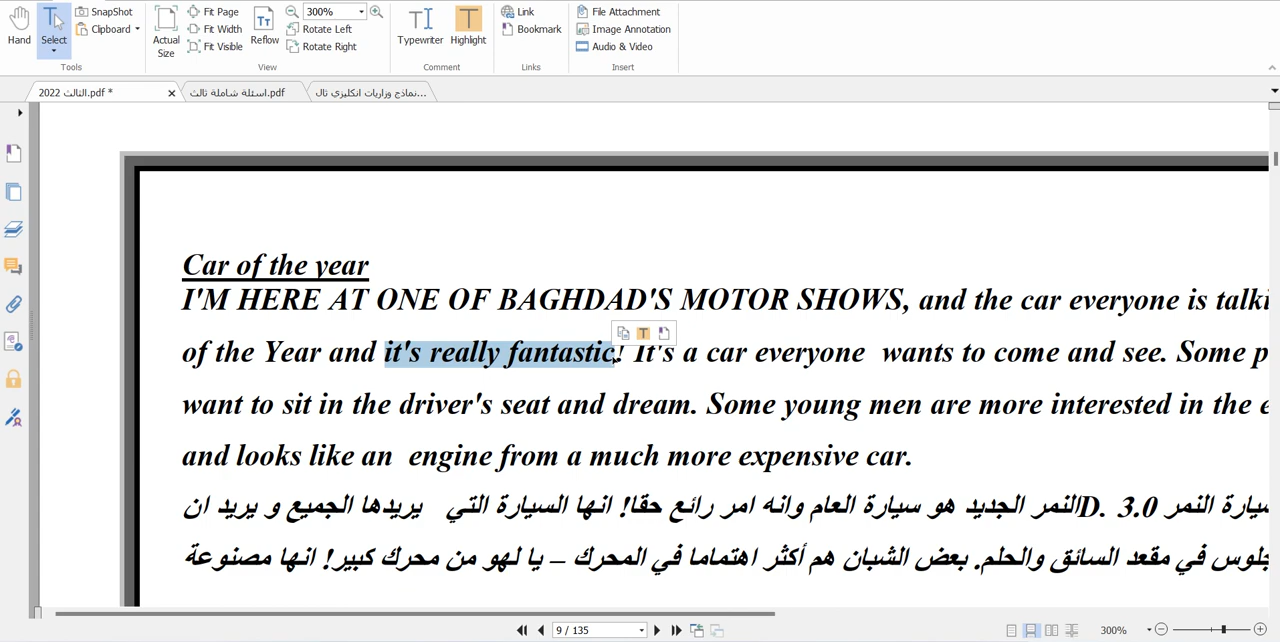 SnapShot
Fit Page
300%
Link
File Attachment
Clipboard
Fit Width
Rotate Left
Bookmark
Image Annotation
Hand
Select
Actual Size
Fit Visible
Reflow
Rotate Right
Typewriter
Highlight
Audio & Video
Tools
View
Comment
Links
Insert
الثالث 2022.pdf *
اسئلة شاملة ثالث.pdf
نماذج وزاريات انكليزي ثال...
Car of the year
I'M HERE AT ONE OF BAGHDAD'S MOTOR SHOWS, and the car everyone is talki
of the Year and it's really fantastic! It's a car everyone wants to come and see. Some p
want to sit in the driver's seat and dream. Some young men are more interested in the e
and looks like an engine from a much more expensive car.
سيارة النمر D. 3.0النمر الجديد هو سيارة العام وانه امر رائع حقا! انها السيارة التي يريدها الجميع و يريد ان
جلوس في مقعد السائق والحلم. بعض الشبان هم أكثر اهتماما في المحرك – يا لهو من محرك كبير! انها مصنوعة
9 / 135
300%